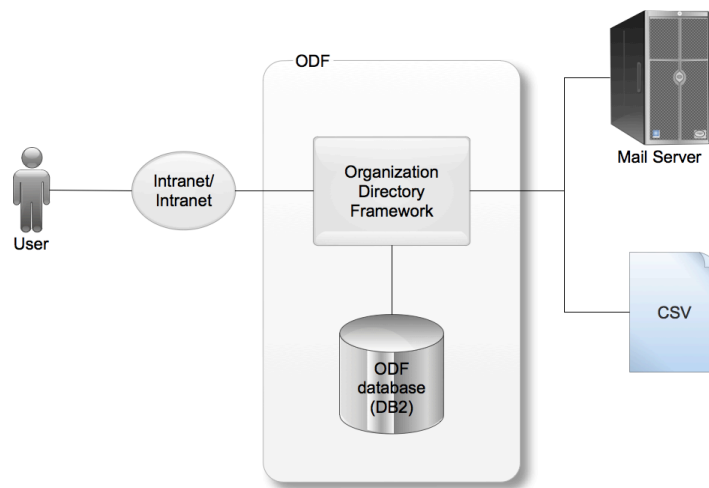 ODF
User
Intranet/
Intranet
Organization
Directory
Framework
ODF
database
(DB2)
Mail Server
CSV